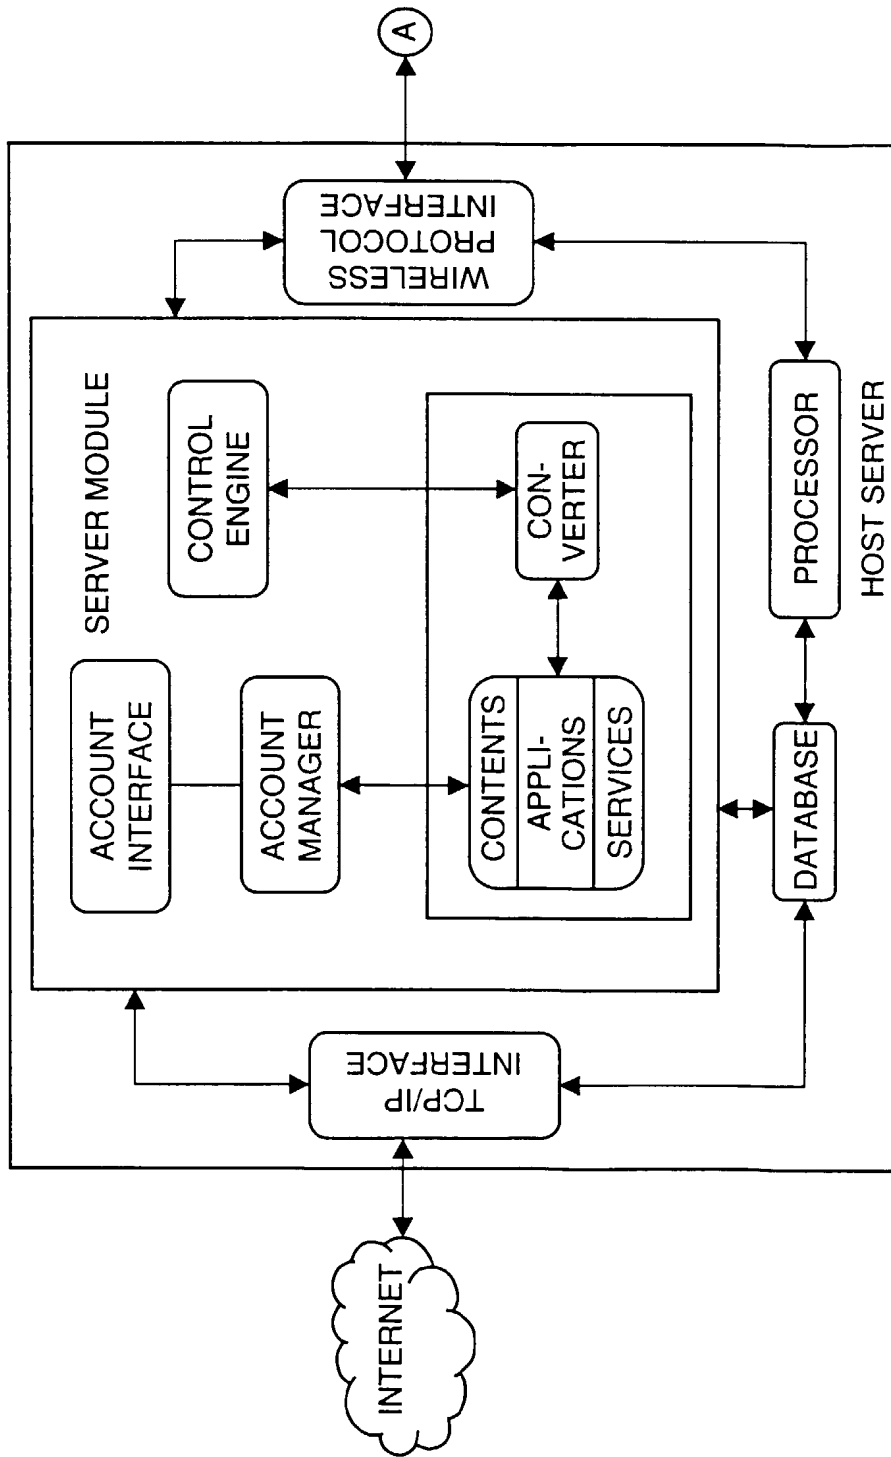 A
WIRELESS
PROTOCOL
INTERFACE
SERVER MODULE
CONTROL
ENGINE
CON-
VERTER
ACCOUNT
INTERFACE
ACCOUNT
MANAGER
CONTENTS
APPLI-
CATIONS
SERVICES
PROCESSOR
HOST SERVER
DATABASE
TCP/IP
INTERFACE
INTERNET